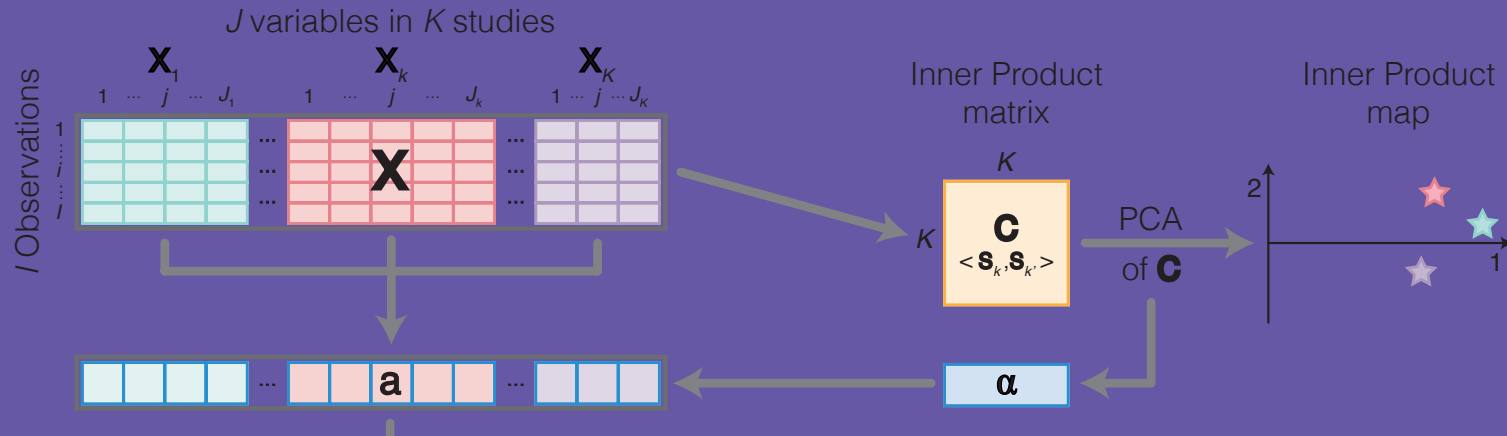 J variables in K studies
X1 Xk XK
1 ... j ... J1 1 ... j ... Jk 1 ... j ... JK
I Observations
1
⋮
i
⋮
I
... ...
... X ...
... ...
Inner Product
matrix
K
K
C
< Sk, Sk' >
PCA
of C
Inner Product
map
2
1
... a ...
α